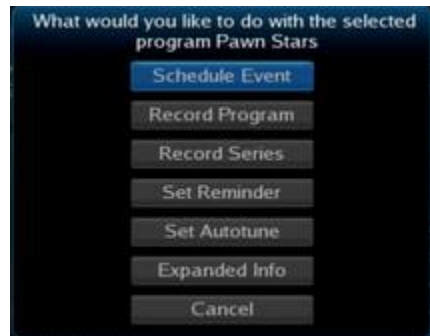 What would you like to do with the selected
program Pawn Stars
Schedule Event
Record Program
Record Series
Set Reminder
Set Autotune
Expanded Info
Cancel